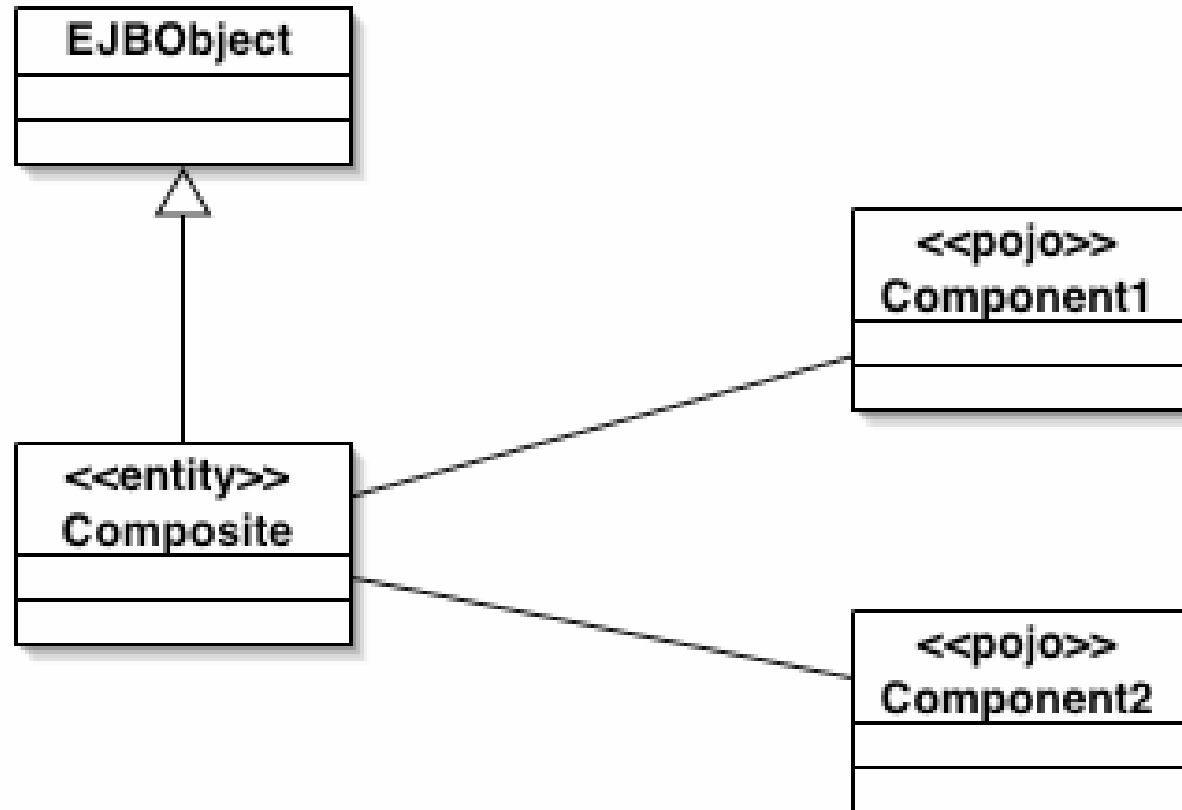 EJBObject
<<pojo>>
Component1
<<entity>>
Composite
<<pojo>>
Component2